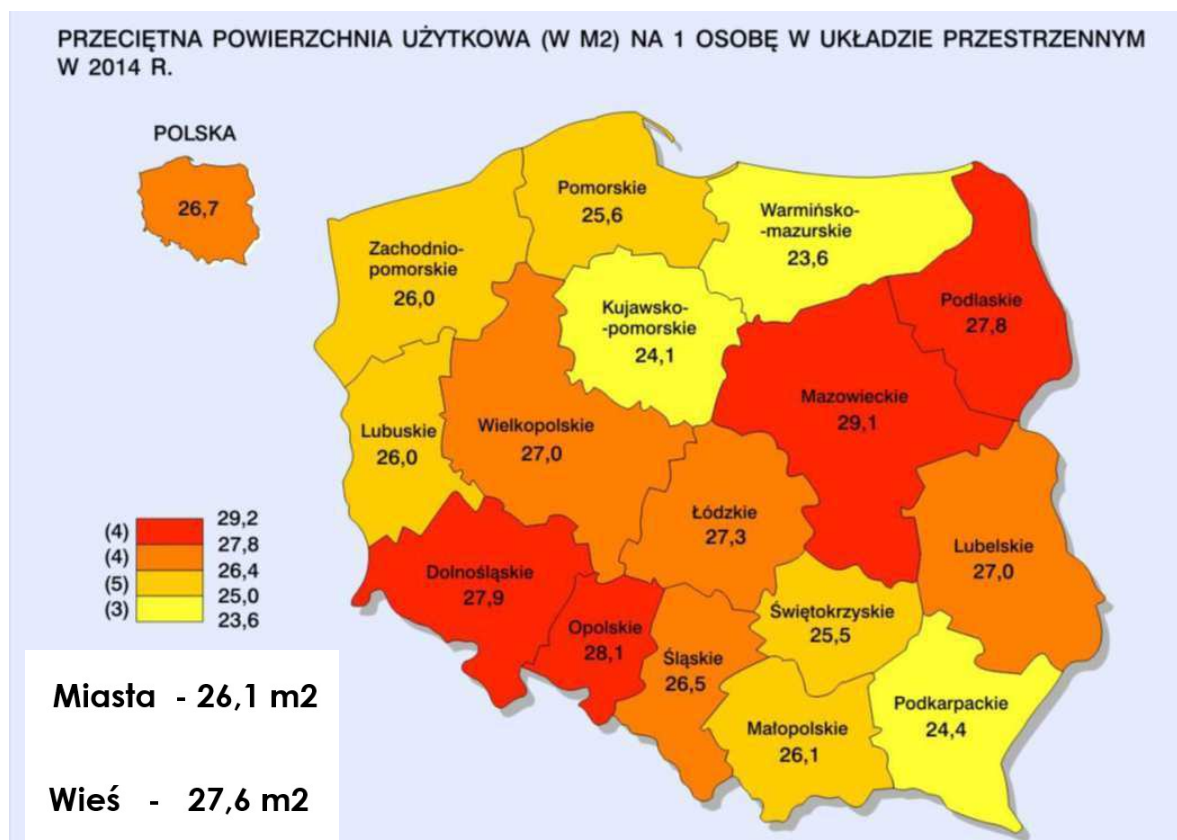 PRZECIĘTNA POWIERZCHNIA UŻYTKOWA (W M2) NA 1 OSOBĘ W UKŁADZIE PRZESTRZENNYM
W 2014 R.
POLSKA
26,7
Pomorskie
25,6
Warmińsko-
-mazurskie
23,6
Zachodnio-
pomorskie
26,0
Podlaskie
27,8
Kujawsko-
-pomorskie
24,1
Mazowieckie
29,1
Lubuskie
26,0
Wielkopolskie
27,0
Łódzkie
27,3
Lubelskie
27,0
Dolnośląskie
27,9
Opolskie
28,1
Śląskie
26,5
Świętokrzyskie
25,5
Podkarpackie
24,4
Małopolskie
26,1
29,2
(4)
27,8
(4)
26,4
(5)
25,0
(3)
23,6
Miasta - 26,1 m2
Wieś - 27,6 m2